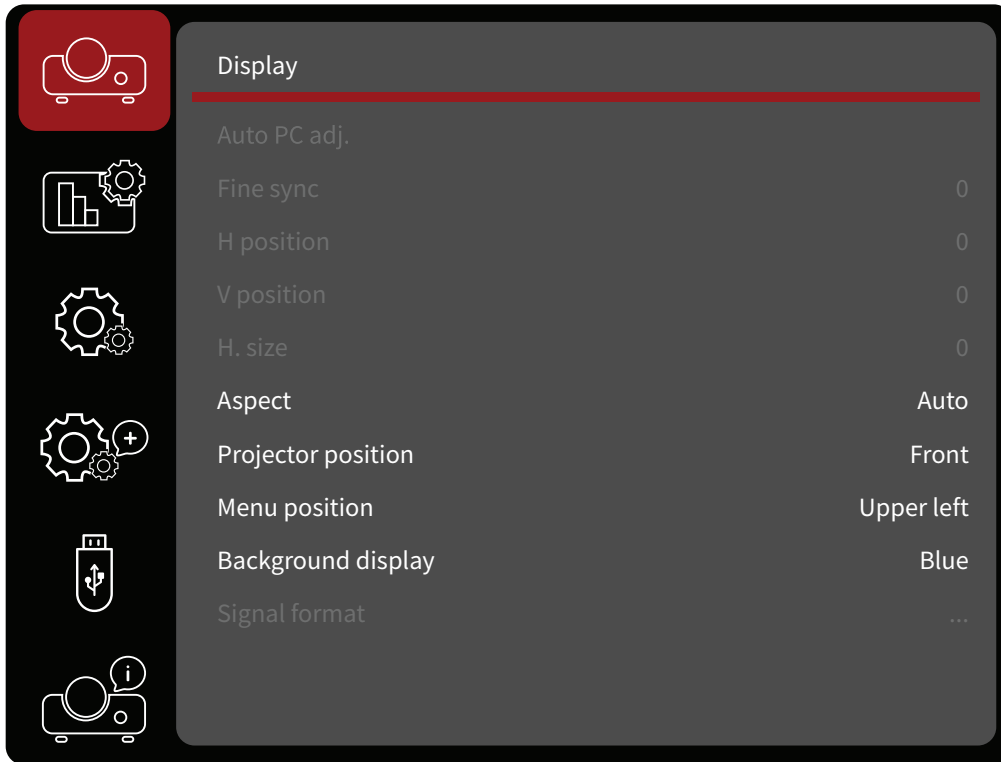 Display
Auto PC adj.
Fine sync 0
H position 0
V position 0
H. size 0
Aspect Auto
Projector position Front
Menu position Upper left
Background display Blue
Signal format ...